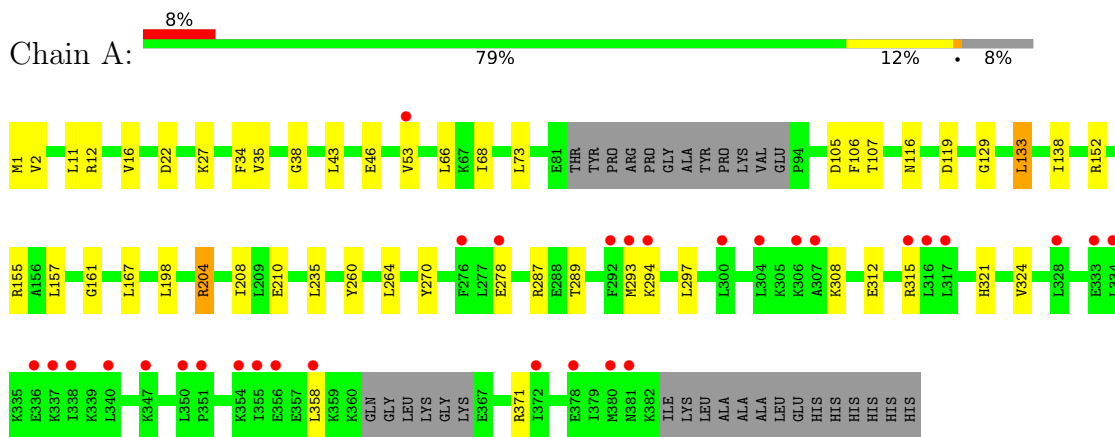 8%
Chain A:
79% 12% • 8%
M1 V2 L11 R12 V16 D22 K27 F34 V35 G38 L43 E46 V53 L66 K67 I68 L73 E81 THR TYR PRO ARG PRO GLY ALA TYR PRO LYS VAL GLU P94 D105 F106 T107 N116 D119 G129 L133 I138 R152
R155 A156 L157 G161 L167 L198 R204 I208 L209 E210 L235 Y260 L264 Y270 F276 L277 E278 R287 E288 T289 F292 M293 K294 L297 L300 L304 K305 K306 A307 K308 E312 R315 L316 L317 H321 V324 L328 E333 L334
K335 E336 K337 I338 K339 L340 K347 L350 P351 K354 I355 E356 E357 L358 K359 K360 GLN GLY LEU LYS GLY LYS E367 R371 I372 E378 I379 M380 N381 K382 ILE LYS LEU ALA ALA ALA LEU GLU HIS HIS HIS HIS HIS HIS